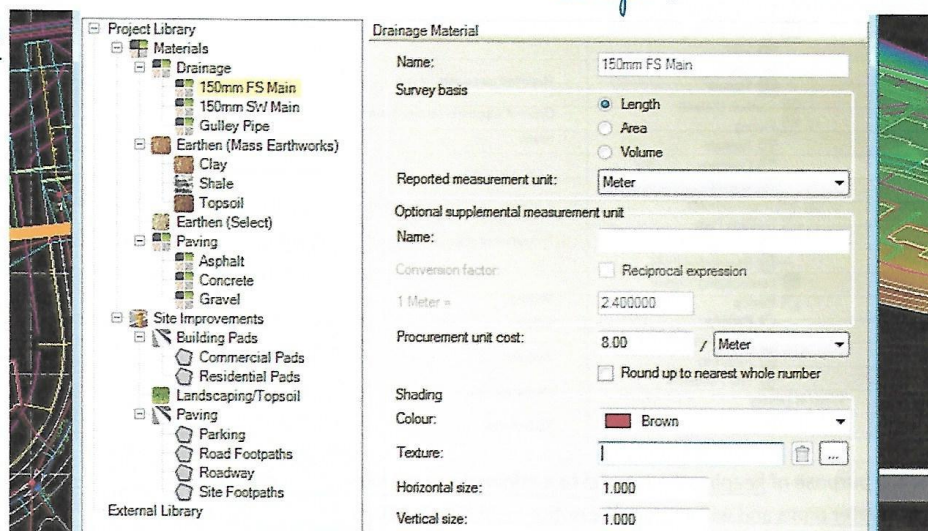 Project Library
Materials
Drainage
150mm FS Main
150mm SW Main
Gulley Pipe
Earthen (Mass Earthworks)
Clay
Shale
Topsoil
Earthen (Select)
Paving
Asphalt
Concrete
Gravel
Site Improvements
Building Pads
Commercial Pads
Residential Pads
Landscaping/Topsoil
Paving
Parking
Road Footpaths
Roadway
Site Footpaths
External Library
Drainage Material
Name: 150mm FS Main
Survey basis
Length
Area
Volume
Reported measurement unit: Meter
Optional supplemental measurement unit
Name:
Conversion factor: Reciprocal expression
1 Meter = 2.400000
Procurement unit cost: 8.00 / Meter
Round up to nearest whole number
Shading
Colour: Brown
Texture: ...
Horizontal size: 1.000
Vertical size: 1.000